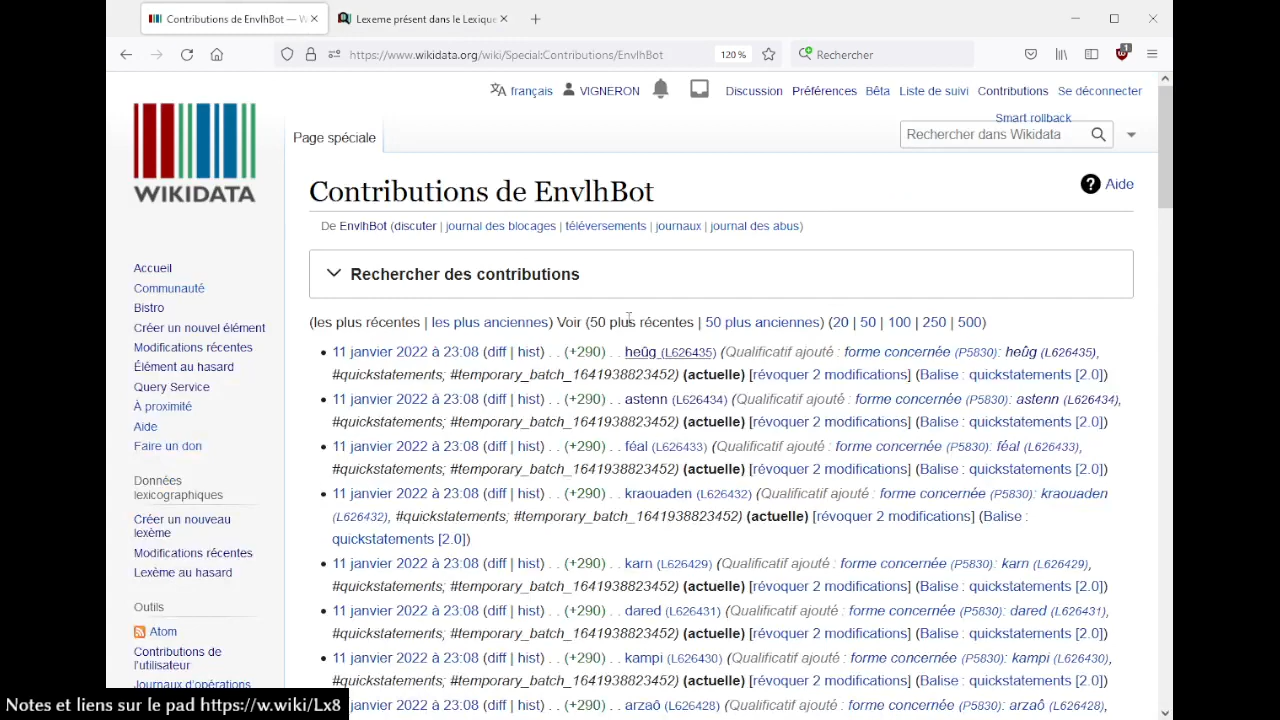 Contributions de EnvlhBot — W
Lexeme présent dans le Lexique
https://www.wikidata.org/wiki/Special:Contributions/EnvlhBot
120 %
Rechercher
1
français
VIGNERON
Discussion
Préférences
Bêta
Liste de suivi
Contributions
Se déconnecter
Smart rollback
Page spéciale
Rechercher dans Wikidata
WIKIDATA
Contributions de EnvlhBot
Aide
De EnvlhBot (discuter | journal des blocages | téléversements | journaux | journal des abus)
Rechercher des contributions
(les plus récentes | les plus anciennes) Voir (50 plus récentes | 50 plus anciennes) (20 | 50 | 100 | 250 | 500)
• 11 janvier 2022 à 23:08 (diff | hist) . . (+290) . . heûg (L626435) (Qualificatif ajouté : forme concernée (P5830): heûg (L626435),
#quickstatements; #temporary_batch_1641938823452) (actuelle) [révoquer 2 modifications] (Balise : quickstatements [2.0])
• 11 janvier 2022 à 23:08 (diff | hist) . . (+290) . . astenn (L626434) (Qualificatif ajouté : forme concernée (P5830): astenn (L626434),
#quickstatements; #temporary_batch_1641938823452) (actuelle) [révoquer 2 modifications] (Balise : quickstatements [2.0])
• 11 janvier 2022 à 23:08 (diff | hist) . . (+290) . . féal (L626433) (Qualificatif ajouté : forme concernée (P5830): féal (L626433),
#quickstatements; #temporary_batch_1641938823452) (actuelle) [révoquer 2 modifications] (Balise : quickstatements [2.0])
• 11 janvier 2022 à 23:08 (diff | hist) . . (+290) . . kraouaden (L626432) (Qualificatif ajouté : forme concernée (P5830): kraouaden
(L626432), #quickstatements; #temporary_batch_1641938823452) (actuelle) [révoquer 2 modifications] (Balise :
quickstatements [2.0])
• 11 janvier 2022 à 23:08 (diff | hist) . . (+290) . . karn (L626429) (Qualificatif ajouté : forme concernée (P5830): karn (L626429),
#quickstatements; #temporary_batch_1641938823452) (actuelle) [révoquer 2 modifications] (Balise : quickstatements [2.0])
• 11 janvier 2022 à 23:08 (diff | hist) . . (+290) . . dared (L626431) (Qualificatif ajouté : forme concernée (P5830): dared (L626431),
#quickstatements; #temporary_batch_1641938823452) (actuelle) [révoquer 2 modifications] (Balise : quickstatements [2.0])
• 11 janvier 2022 à 23:08 (diff | hist) . . (+290) . . kampi (L626430) (Qualificatif ajouté : forme concernée (P5830): kampi (L626430),
#quickstatements; #temporary_batch_1641938823452) (actuelle) [révoquer 2 modifications] (Balise : quickstatements [2.0])
11 janvier 2022 à 23:08 (diff | hist) . . (+290) . . arzaô (L626428) (Qualificatif ajouté : forme concernée (P5830): arzaô (L626428),
Accueil
Communauté
Bistro
Créer un nouvel élément
Modifications récentes
Élément au hasard
Query Service
À proximité
Aide
Faire un don
Données
lexicographiques
Créer un nouveau
lexème
Modifications récentes
Lexème au hasard
Outils
Atom
Contributions de
l'utilisateur
Journaux d'opérations
Notes et liens sur le pad https://w.wiki/Lx8